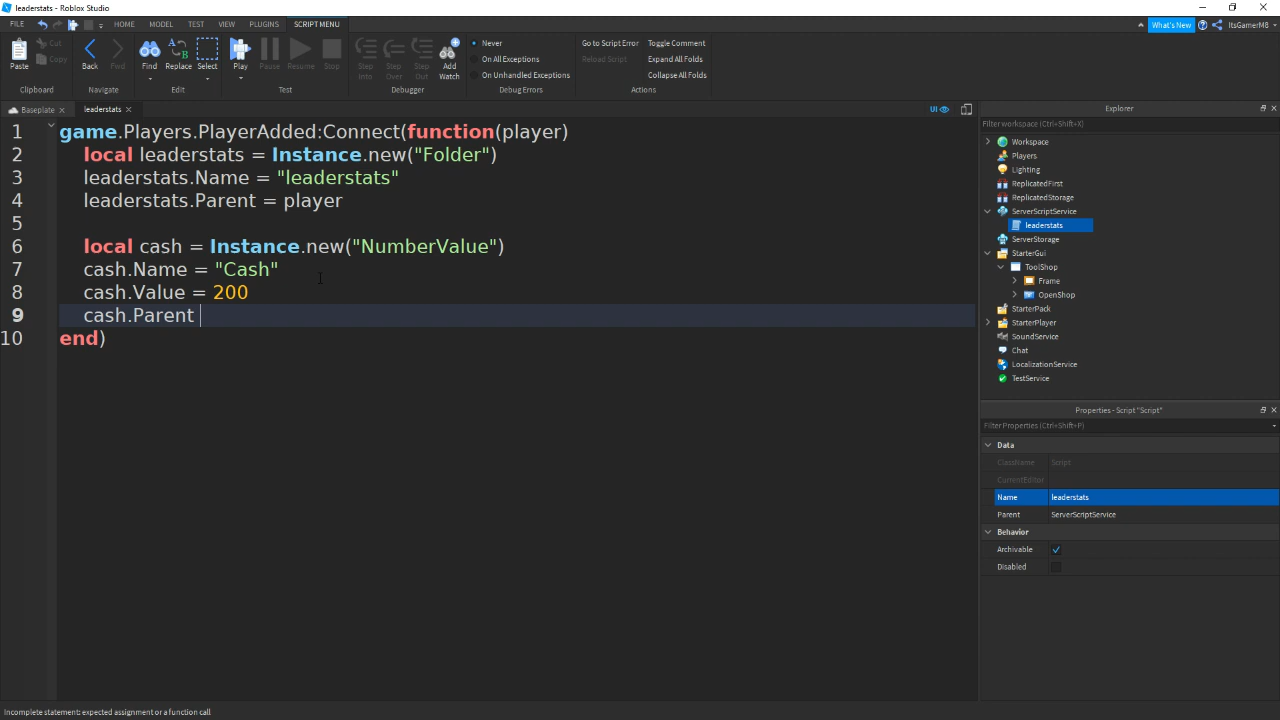 leaderstats - Roblox Studio
FILE HOME MODEL TEST VIEW PLUGINS SCRIPT MENU What's New ItsGamerM8
Paste Cut Copy Back Fwd Find Replace Select Play Pause Resume Stop Step Into Step Over Step Out Add Watch Never On All Exceptions On Unhandled Exceptions Go to Script Error Reload Script Toggle Comment Expand All Folds Collapse All Folds
Clipboard Navigate Edit Test Debugger Debug Errors Actions
Baseplate leaderstats UI
1 game.Players.PlayerAdded:Connect(function(player)
2 local leaderstats = Instance.new("Folder")
3 leaderstats.Name = "leaderstats"
4 leaderstats.Parent = player
5
6 local cash = Instance.new("NumberValue")
7 cash.Name = "Cash"
8 cash.Value = 200
9 cash.Parent
10 end)
Explorer
Filter workspace (Ctrl+Shift+X)
Workspace
Players
Lighting
ReplicatedFirst
ReplicatedStorage
ServerScriptService
leaderstats
ServerStorage
StarterGui
ToolShop
Frame
OpenShop
StarterPack
StarterPlayer
SoundService
Chat
LocalizationService
TestService
Properties - Script "Script"
Filter Properties (Ctrl+Shift+P)
Data
ClassName Script
CurrentEditor
Name leaderstats
Parent ServerScriptService
Behavior
Archivable
Disabled
Incomplete statement: expected assignment or a function call